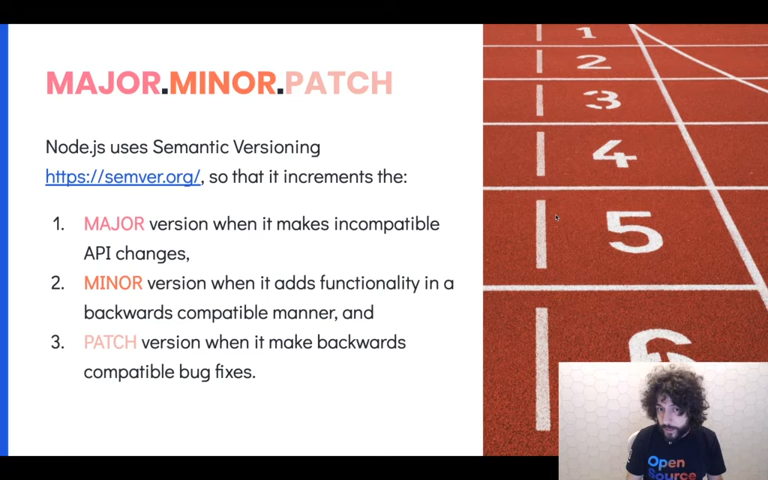 MAJOR.MINOR.PATCH
Node.js uses Semantic Versioning
https://semver.org/, so that it increments the:
1. MAJOR version when it makes incompatible
API changes,
2. MINOR version when it adds functionality in a
backwards compatible manner, and
3. PATCH version when it make backwards
compatible bug fixes.
1
2
3
4
5
6
Open
Source